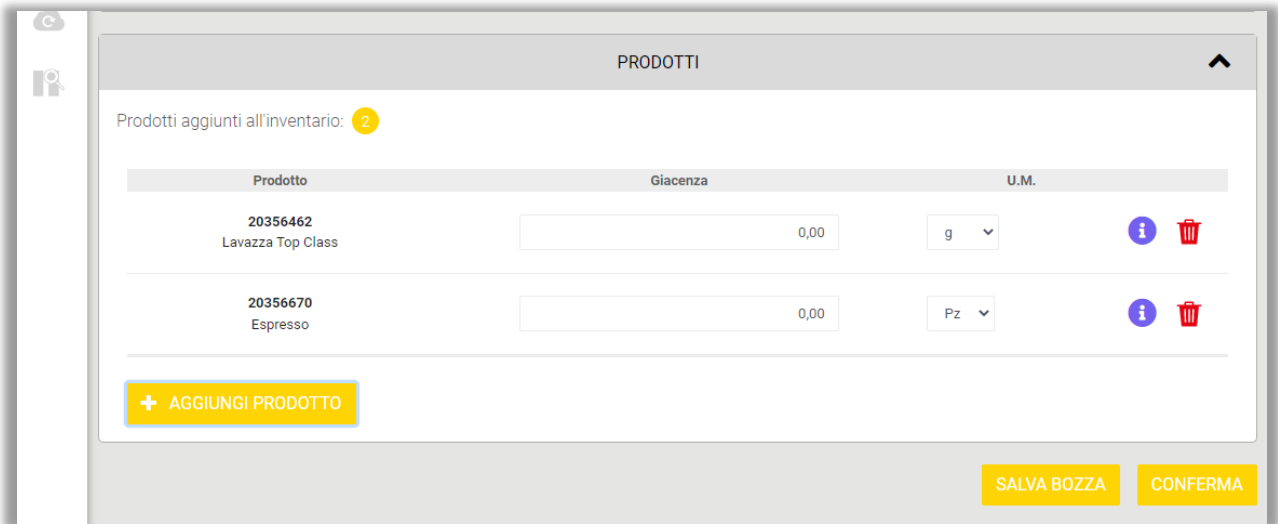 PRODOTTI
Prodotti aggiunti all'inventario: 2
Prodotto Giacenza U.M.
20356462
Lavazza Top Class 0,00 g
20356670
Espresso 0,00 Pz
+ AGGIUNGI PRODOTTO
SALVA BOZZA CONFERMA